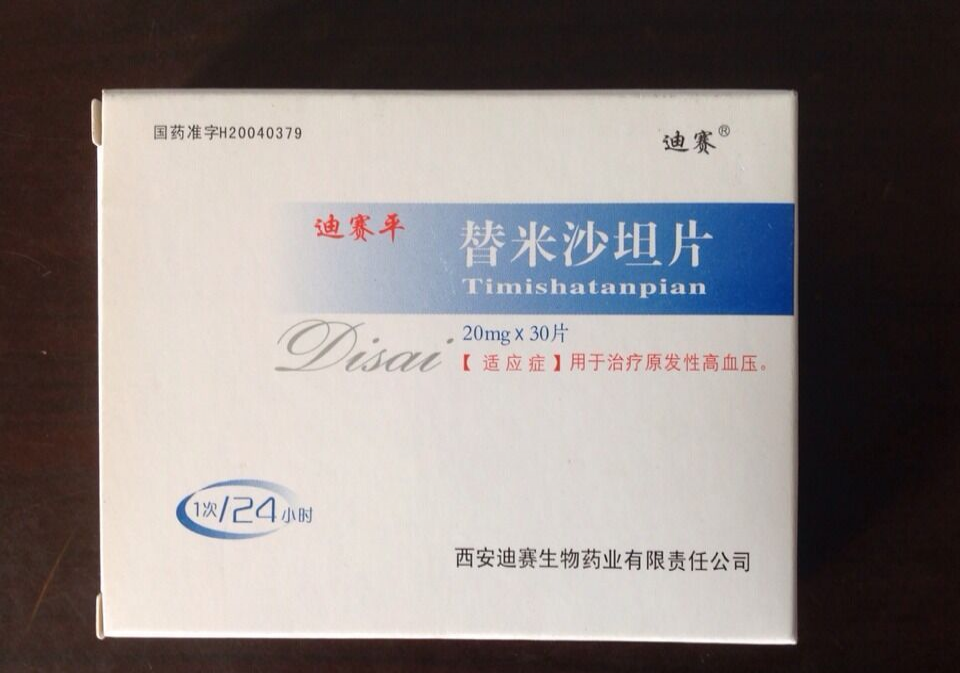 国药准字H20040379
迪赛®
迪赛平
替米沙坦片
Timishatanpian
Disai
20mg x 30片
【适应症】用于治疗原发性高血压。
1次/24小时
西安迪赛生物药业有限责任公司